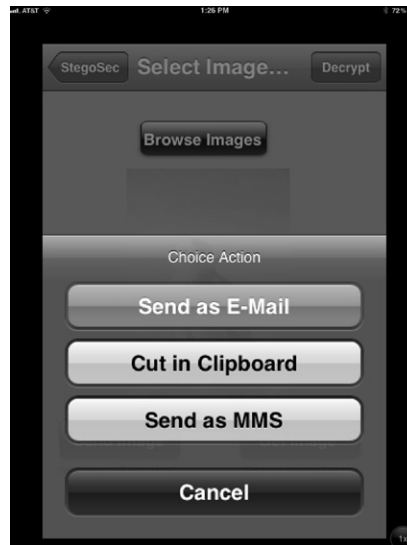 AT&T 1:26 PM 72%
StegoSec Select Image... Decrypt
Browse Images
Choice Action
Send as E-Mail
Cut in Clipboard
Send as MMS
Cancel
1x